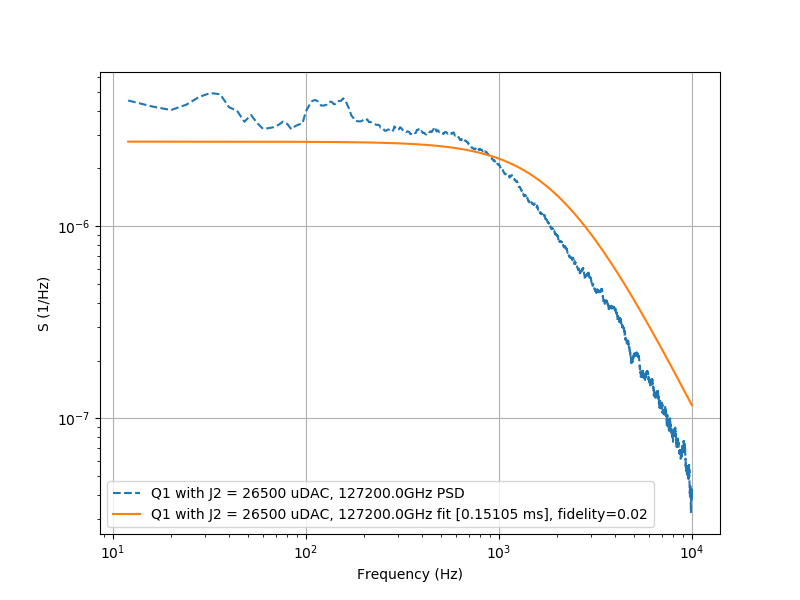 S (1/Hz)
10⁻⁶
10⁻⁷
Q1 with J2 = 26500 uDAC, 127200.0GHz PSD
Q1 with J2 = 26500 uDAC, 127200.0GHz fit [0.15105 ms], fidelity=0.02
10¹ 10² 10³ 10⁴
Frequency (Hz)